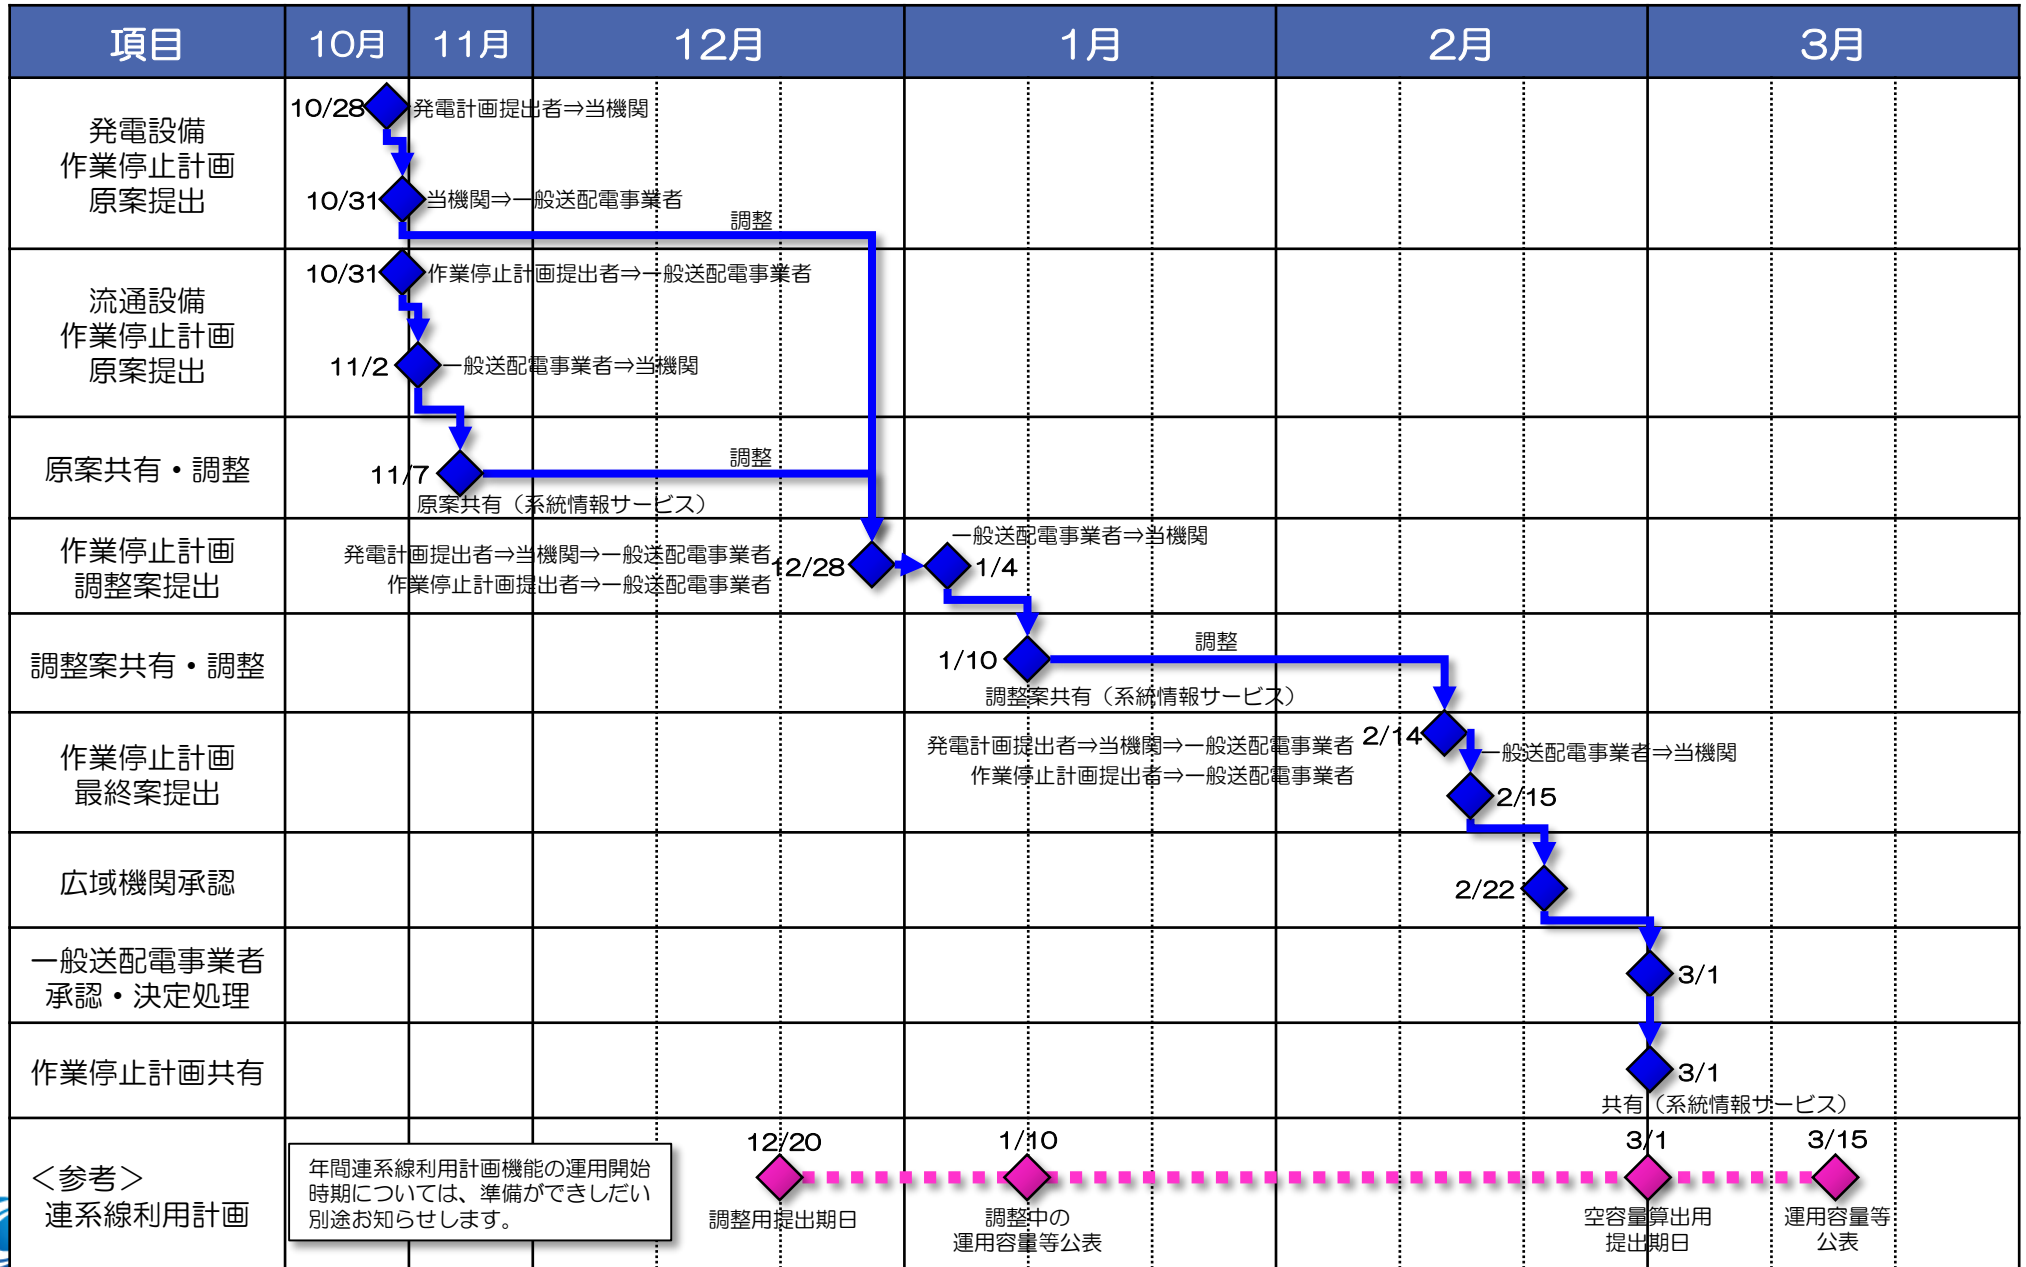 項目
10月
11月
12月
1月
2月
3月
発電設備
作業停止計画
原案提出
10/28
発電計画提出者⇒当機関
10/31
当機関⇒一般送配電事業者
調整
流通設備
作業停止計画
原案提出
10/31
作業停止計画提出者⇒一般送配電事業者
11/2
一般送配電事業者⇒当機関
原案共有・調整
11/7
調整
原案共有（系統情報サービス）
作業停止計画
調整案提出
発電計画提出者⇒当機関⇒一般送配電事業者
作業停止計画提出者⇒一般送配電事業者
12/28
一般送配電事業者⇒当機関
1/4
調整案共有・調整
1/10
調整
調整案共有（系統情報サービス）
作業停止計画
最終案提出
発電計画提出者⇒当機関⇒一般送配電事業者
作業停止計画提出者⇒一般送配電事業者
2/14
一般送配電事業者⇒当機関
2/15
広域機関承認
2/22
一般送配電事業者
承認・決定処理
3/1
作業停止計画共有
3/1
共有（系統情報サービス）
＜参考＞
連系線利用計画
年間連系線利用計画機能の運用開始
時期については、準備ができしだい
別途お知らせします。
12/20
調整用提出期日
1/10
調整中の
運用容量等公表
3/1
空容量算出用
提出期日
3/15
運用容量等
公表